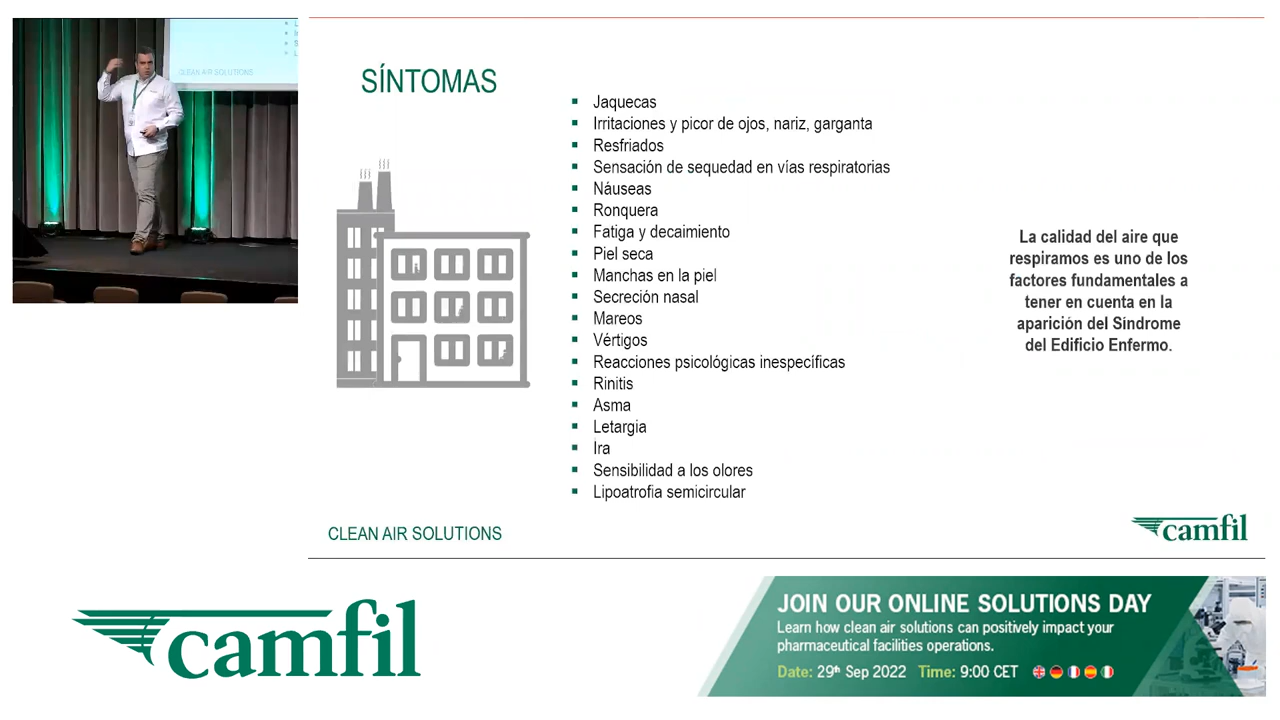 CLEAN AIR SOLUTIONS
SÍNTOMAS
Jaquecas
Irritaciones y picor de ojos, nariz, garganta
Resfriados
Sensación de sequedad en vías respiratorias
Náuseas
Ronquera
Fatiga y decaimiento
Piel seca
Manchas en la piel
Secreción nasal
Mareos
Vértigos
Reacciones psicológicas inespecíficas
Rinitis
Asma
Letargia
Ira
Sensibilidad a los olores
Lipoatrofia semicircular
La calidad del aire que
respiramos es uno de los
factores fundamentales a
tener en cuenta en la
aparición del Síndrome
del Edificio Enfermo.
CLEAN AIR SOLUTIONS
camfil
camfil
JOIN OUR ONLINE SOLUTIONS DAY
Learn how clean air solutions can positively impact your
pharmaceutical facilities operations.
Date: 29th Sep 2022 Time: 9:00 CET